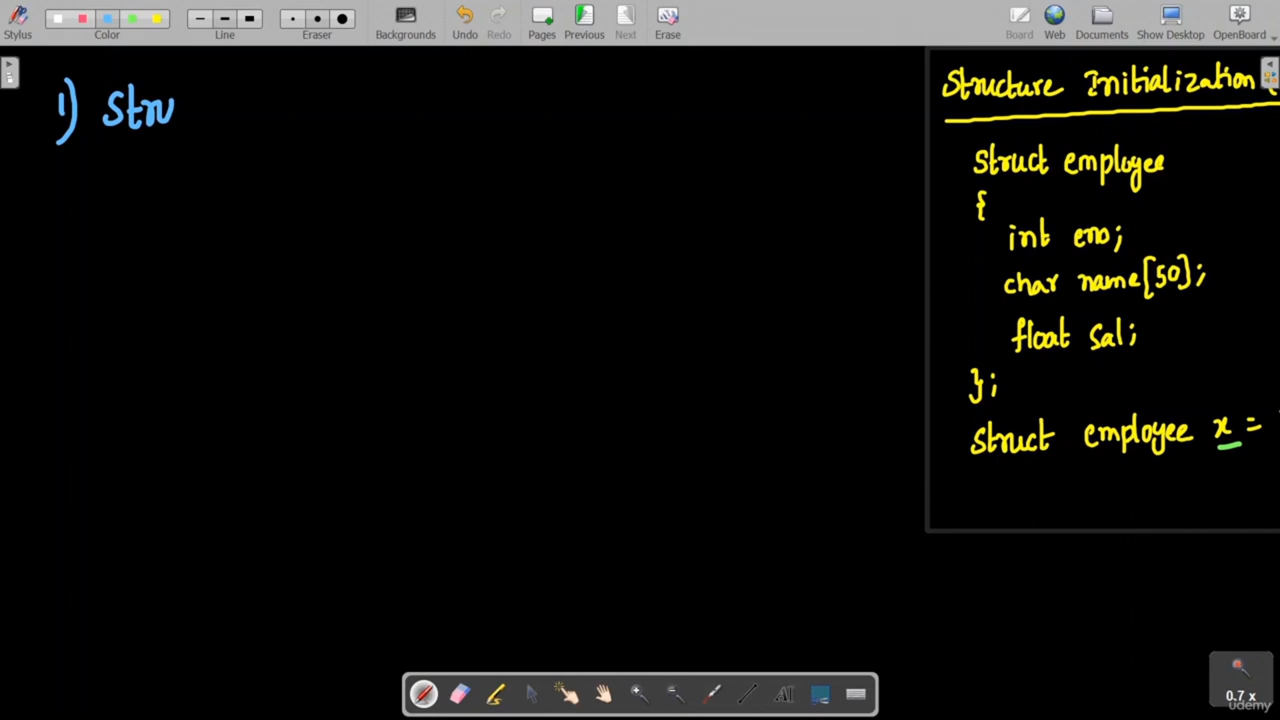 Stylus
Color
Line
Eraser
Backgrounds
Undo
Redo
Pages
Previous
Next
Erase
Board
Web
Documents
Show Desktop
OpenBoard
1) Stru
Structure Initialization
Struct employee
{
int eno;
char name[50];
float sal;
};
Struct employee x =
AI
0.7 x
udemy